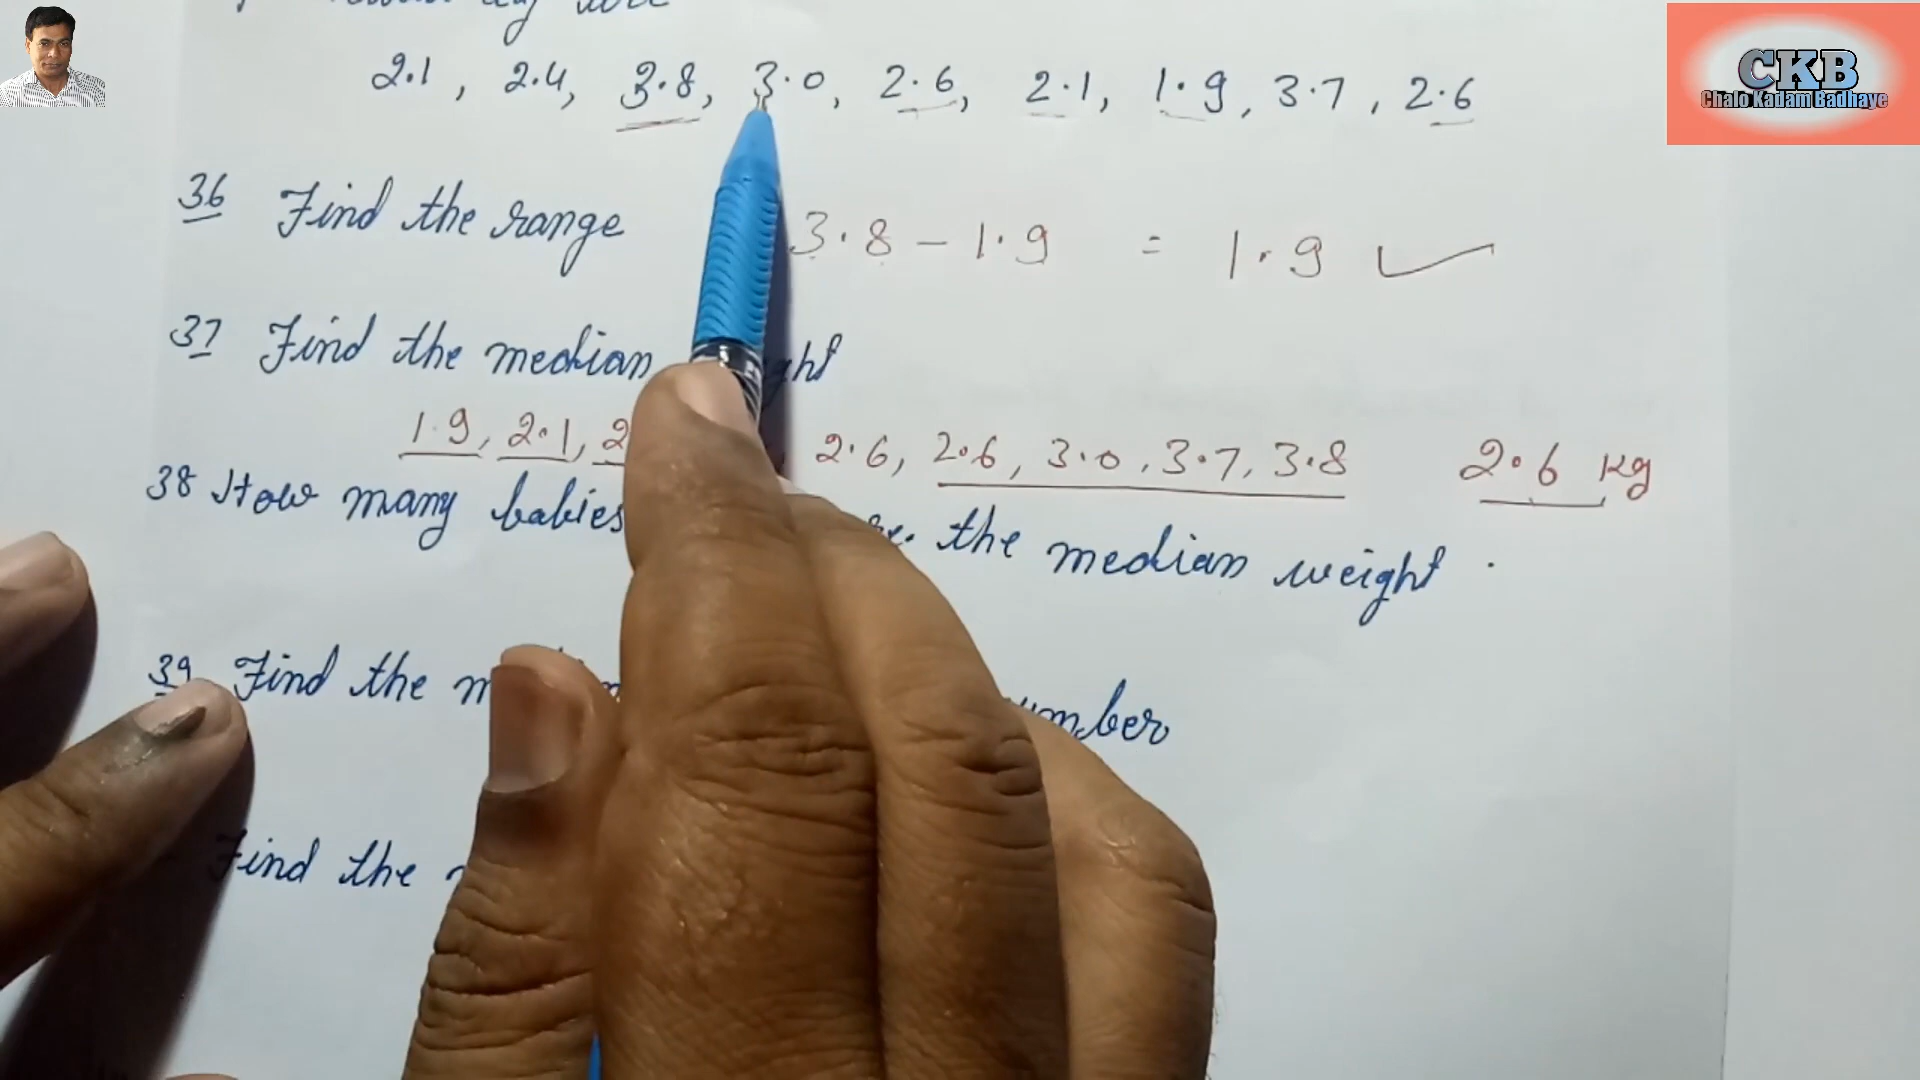 CKB
Chalo Kadam Badhaye
2.1, 2.4, 3.8, 3.0, 2.6, 2.1, 1.9, 3.7, 2.6
36 Find the range 3.8 - 1.9 = 1.9
37 Find the median
1.9, 2.1, 2.6, 2.6, 3.0, 3.7, 3.8 2.6 Kg
38 How many babies the median weight.
39 Find the
Find the